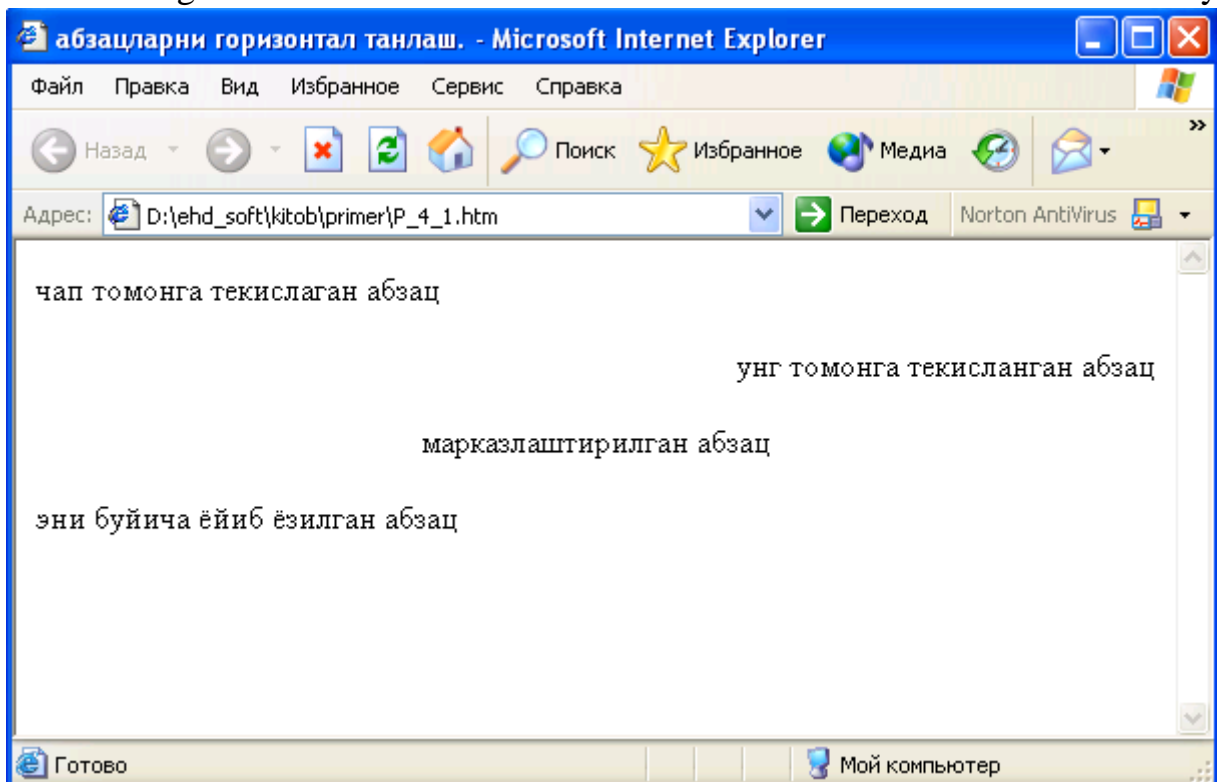 абзацларни горизонтал танлаш. - Microsoft Internet Explorer
Файл Правка Вид Избранное Сервис Справка
Назад Поиск Избранное Медиа »
Адрес: D:\ehd_soft\kitob\primer\P_4_1.htm Переход Norton AntiVirus
чап томонга текислаган абзац
унг томонга текисланган абзац
марказлаштирилган абзац
эни буйича ёйиб ёзилган абзац
Готово Мой компьютер